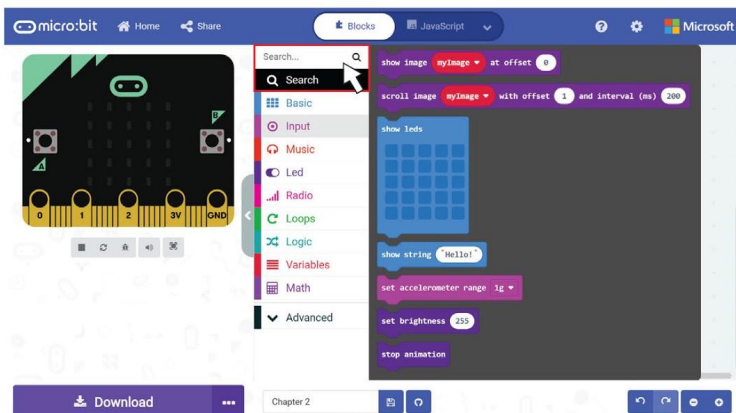 micro:bit Home Share Blocks JavaScript Microsoft
Search...
Search
Basic
Input
Music
Led
Radio
Loops
Logic
Variables
Math
Advanced
show image myImage at offset 0
scroll image myImage with offset 1 and interval (ms) 200
show leds
show string "Hello!"
set accelerometer range 1g
set brightness 255
stop animation
B
A
0 1 2 3V GND
Download
Chapter 2